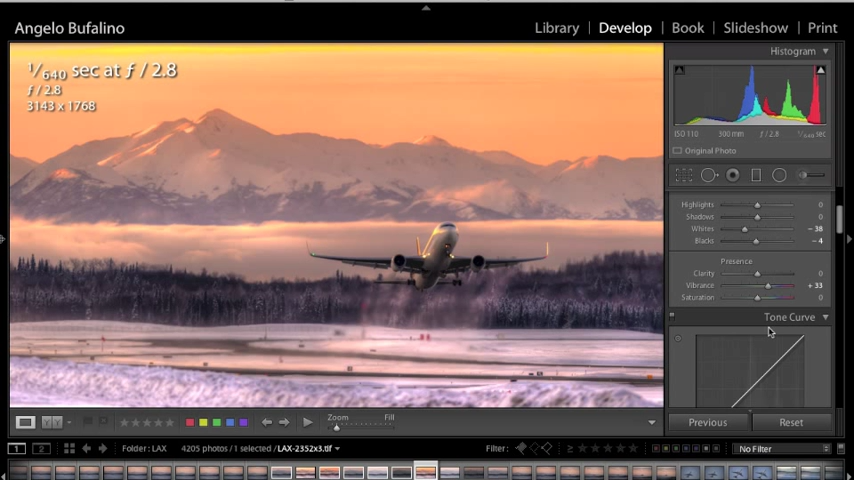 Angelo Bufalino
Library | Develop | Book | Slideshow | Print
1/640 sec at ƒ / 2.8
ƒ / 2.8
3143 x 1768
Histogram
ISO 110 300 mm ƒ / 2.8 1/640 sec
Original Photo
Highlights 0
Shadows 0
Whites – 38
Blacks – 4
Presence
Clarity 0
Vibrance + 33
Saturation 0
Tone Curve
Zoom Fill
Previous Reset
1 2 Folder: LAX 4205 photos / 1 selected / LAX-2352x3.tif Filter: No Filter